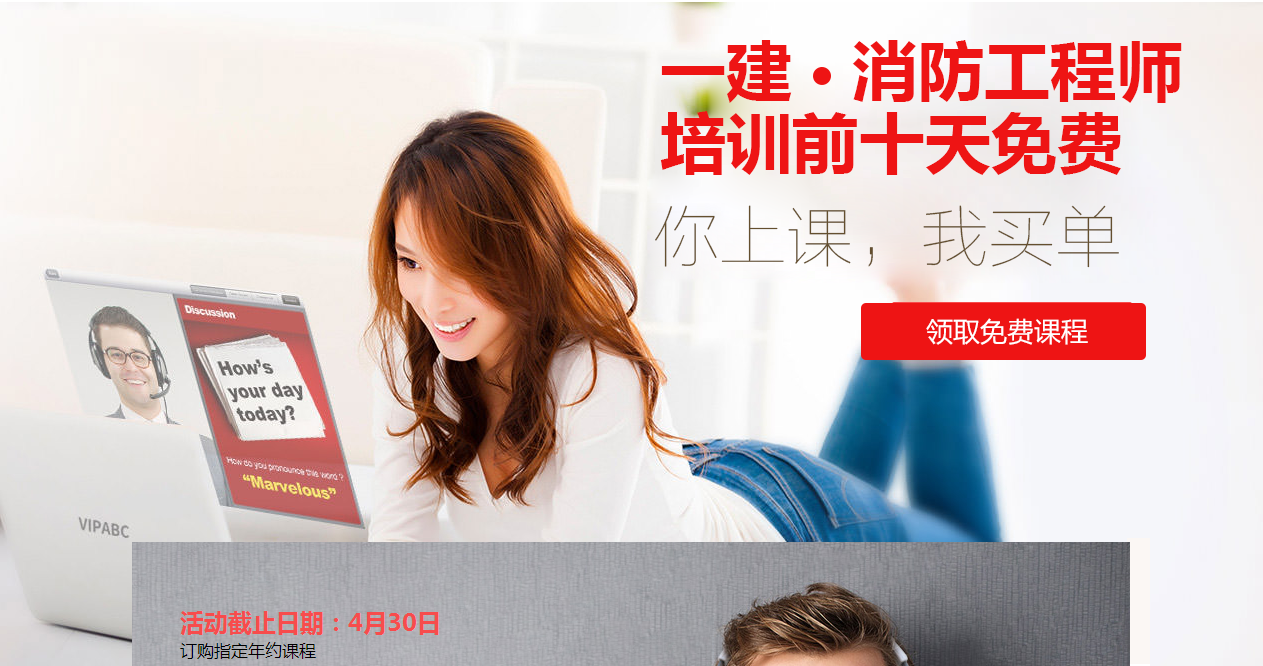 一建·消防工程师
培训前十天免费
你上课，我买单
领取免费课程
Discussion
How's
your day
today?
How do you pronounce this word ?
“Marvelous”
VIPABC
活动截止日期：4月30日
订购指定年约课程